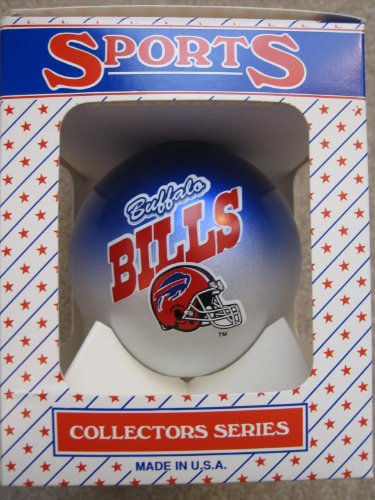 SPORTS
Buffalo
BILLS
TM
COLLECTORS SERIES
MADE IN U.S.A.